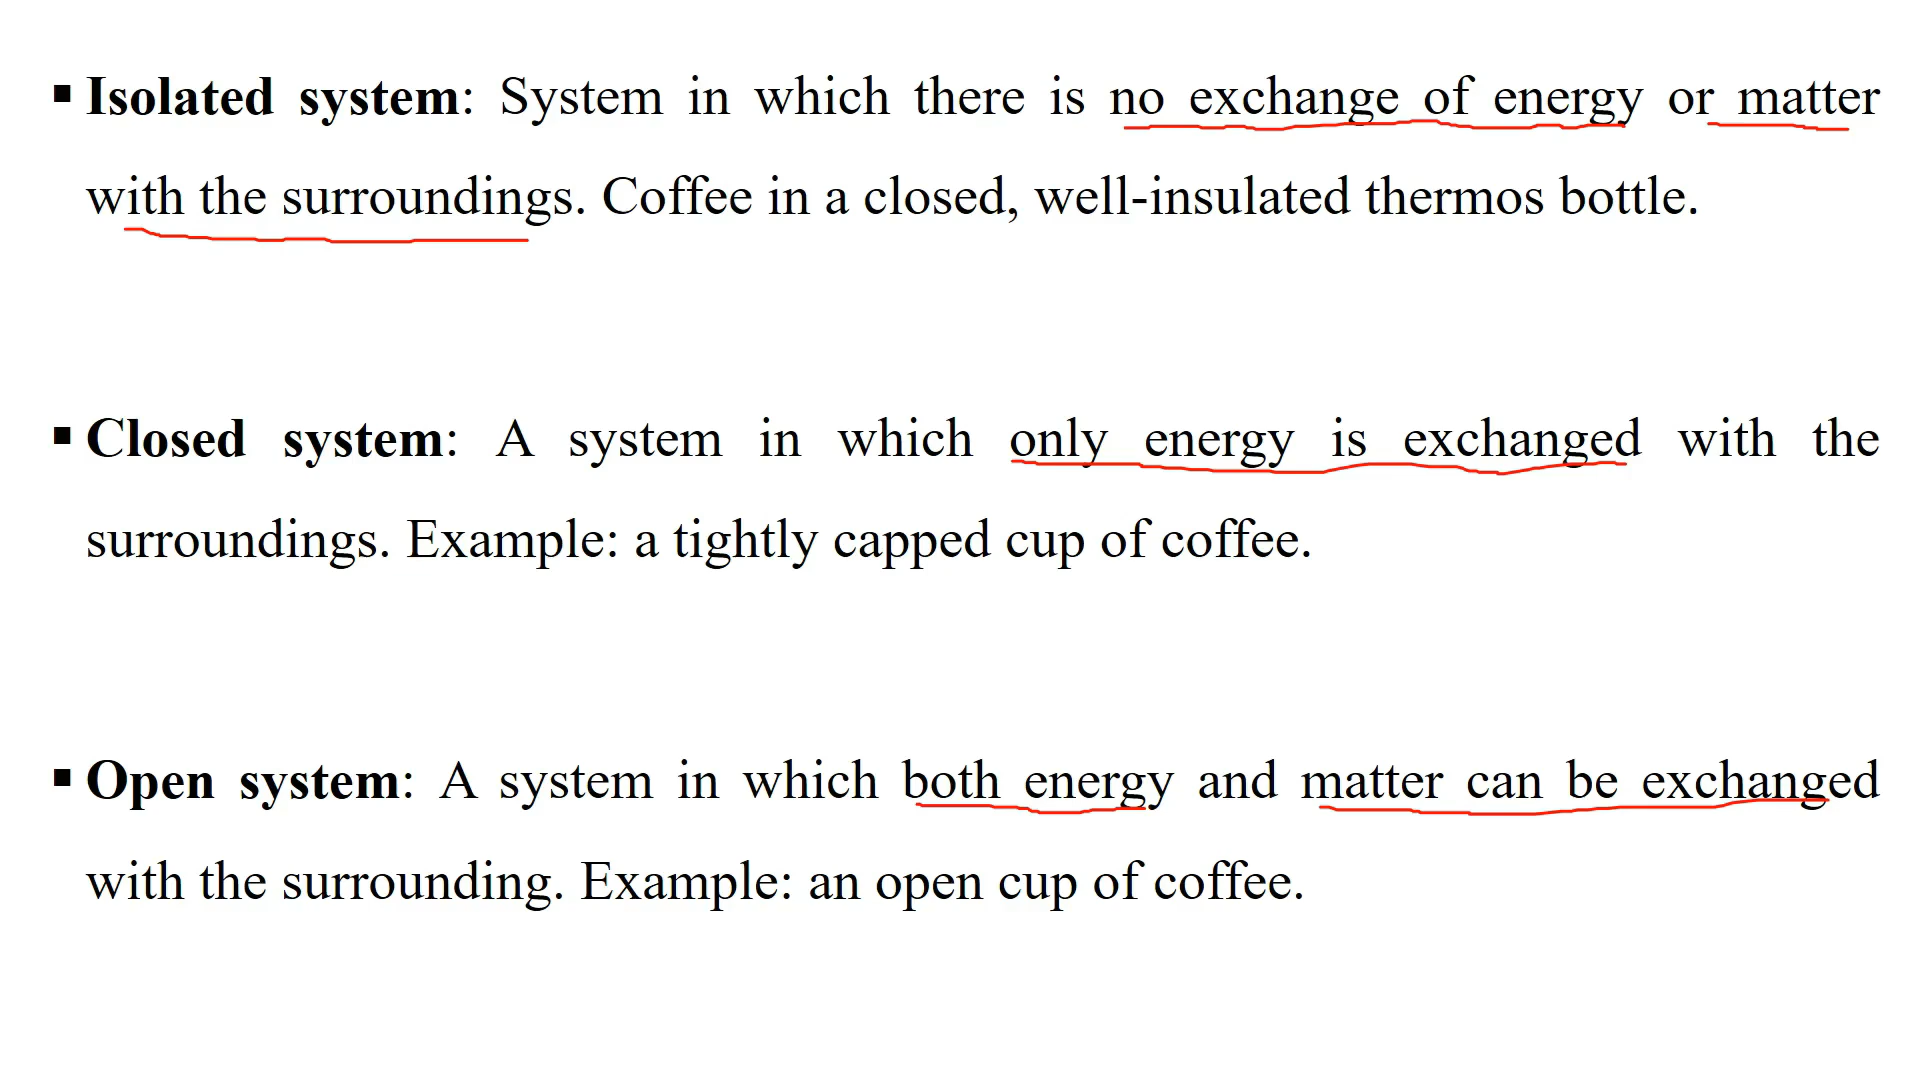 ▪ Isolated system: System in which there is no exchange of energy or matter
with the surroundings. Coffee in a closed, well-insulated thermos bottle.
▪ Closed system: A system in which only energy is exchanged with the
surroundings. Example: a tightly capped cup of coffee.
▪ Open system: A system in which both energy and matter can be exchanged
with the surrounding. Example: an open cup of coffee.